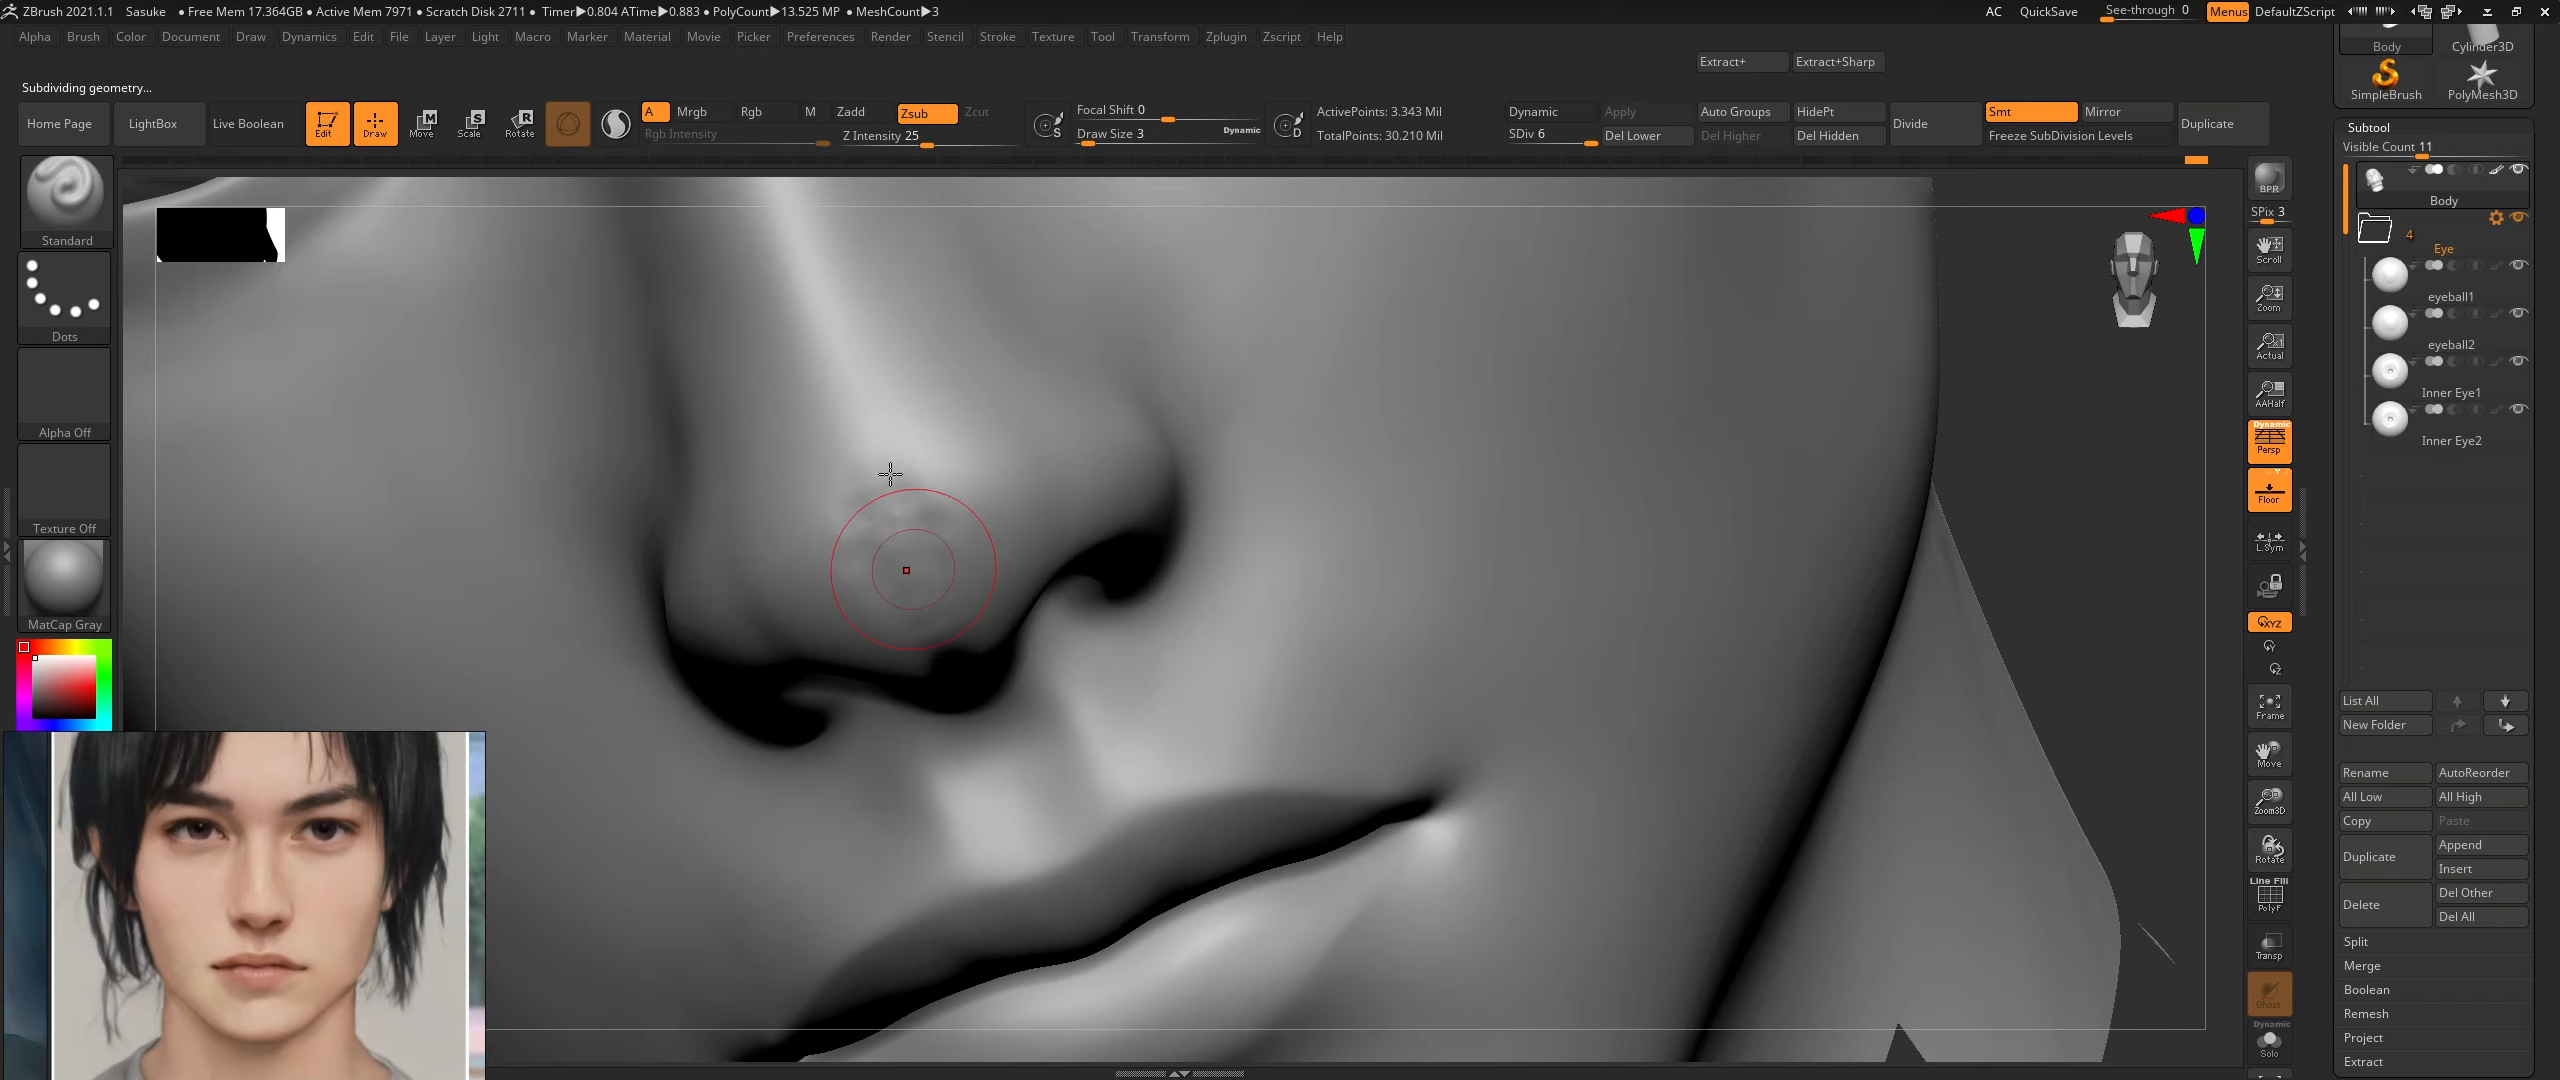 ZBrush 2021.1.1 Sasuke ● Free Mem 17.364GB ● Active Mem 7971 ● Scratch Disk 2711 ● Timer▶0.804 ATime▶0.883 ● PolyCount▶13.525 MP ● MeshCount▶3 AC QuickSave See-through 0 Menus DefaultZScript
Alpha Brush Color Document Draw Dynamics Edit File Layer Light Macro Marker Material Movie Picker Preferences Render Stencil Stroke Texture Tool Transform Zplugin Zscript Help
Body Cylinder3D
Extract+ Extract+Sharp
Subdividing geometry...
SimpleBrush PolyMesh3D
Home Page LightBox Live Boolean Edit Draw Move Scale Rotate
A Mrgb Rgb M Zadd Zsub Zcut
Rgb Intensity Z Intensity 25
Focal Shift 0
Draw Size 3 Dynamic
S D
ActivePoints: 3.343 Mil
TotalPoints: 30.210 Mil
Dynamic Apply Auto Groups HidePt
SDiv 6 Del Lower Del Higher Del Hidden
Divide Smt Mirror Duplicate
Freeze SubDivision Levels
Standard
Dots
Alpha Off
Texture Off
MatCap Gray
BPR
SPix 3
Scroll
Zoom
Actual
AAHalf
Dynamic
Persp
Floor
L.Sym
XYZ
Y
Z
Frame
Move
Zoom3D
Rotate
Line Fill
PolyF
Transp
Ghost
Dynamic
Solo
Subtool
Visible Count 11
Body
4
Eye
eyeball1
eyeball2
Inner Eye1
Inner Eye2
List All
New Folder
Rename AutoReorder
All Low All High
Copy Paste
Duplicate Append
Insert
Delete Del Other
Del All
Split
Merge
Boolean
Remesh
Project
Extract